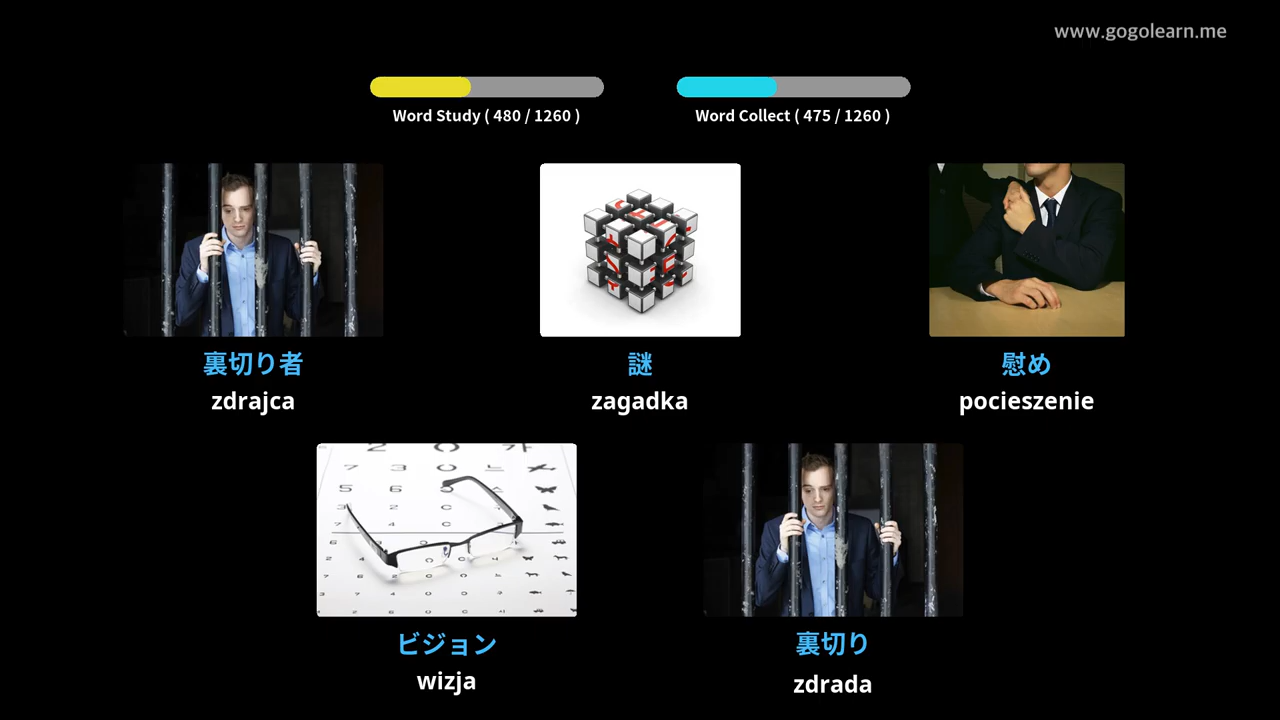 www.gogolearn.me
Word Study ( 480 / 1260 )
Word Collect ( 475 / 1260 )
裏切り者
zdrajca
謎
zagadka
慰め
pocieszenie
ビジョン
wizja
裏切り
zdrada